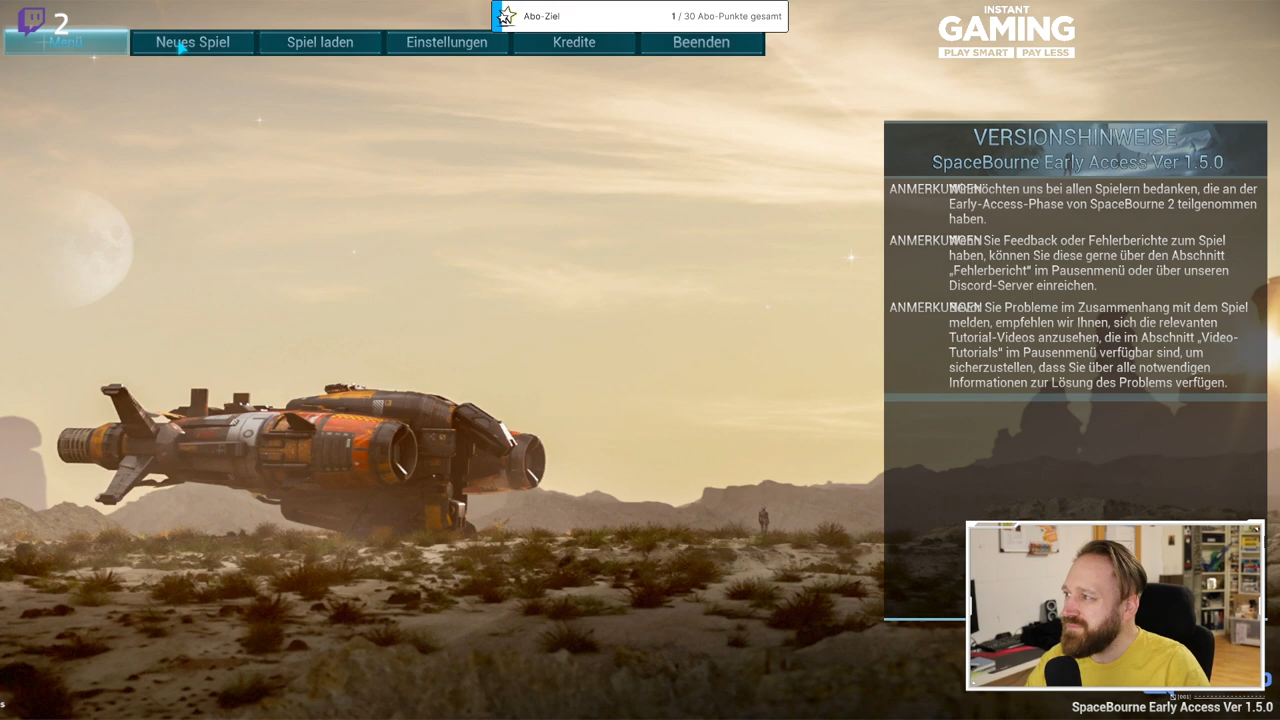 2
Abo-Ziel 1 / 30 Abo-Punkte gesamt
INSTANT
GAMING
PLAY SMART PAY LESS
Menü Neues Spiel Spiel laden Einstellungen Kredite Beenden
VERSIONSHINWEISE
SpaceBourne Early Access Ver 1.5.0
ANMERKUNGEN möchten uns bei allen Spielern bedanken, die an der
Early-Access-Phase von SpaceBourne 2 teilgenommen
haben.
ANMERKUNGEN Sie Feedback oder Fehlerberichte zum Spiel
haben, können Sie diese gerne über den Abschnitt
„Fehlerbericht" im Pausenmenü oder über unseren
Discord-Server einreichen.
ANMERKUNGEN Sie Probleme im Zusammenhang mit dem Spiel
melden, empfehlen wir Ihnen, sich die relevanten
Tutorial-Videos anzusehen, die im Abschnitt „Video-
Tutorials" im Pausenmenü verfügbar sind, um
sicherzustellen, dass Sie über alle notwendigen
Informationen zur Lösung des Problems verfügen.
SpaceBourne Early Access Ver 1.5.0